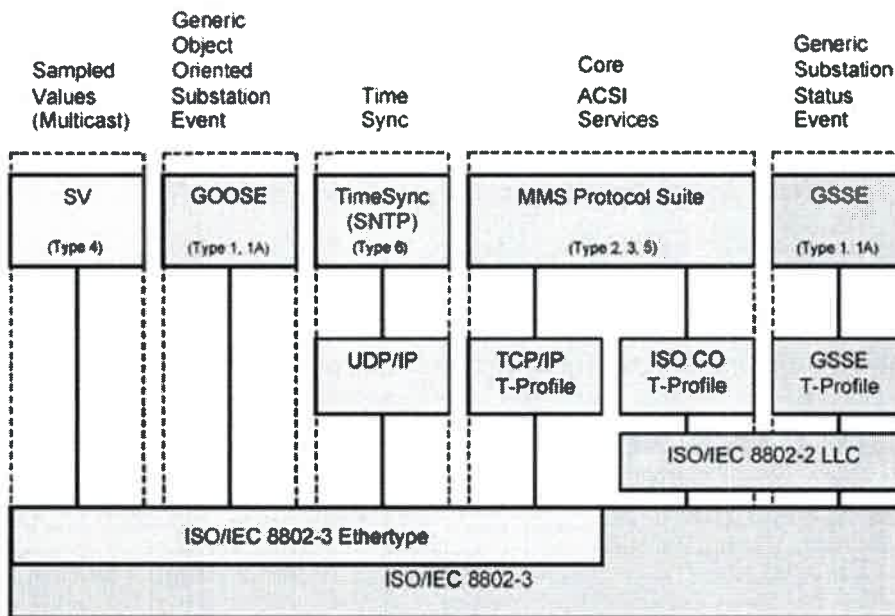 Sampled
Values
(Multicast)
Generic
Object
Oriented
Substation
Event
Time
Sync
Core
ACSI
Services
Generic
Substation
Status
Event
SV
(Type 4)
GOOSE
(Type 1, 1A)
TimeSync
(SNTP)
(Type 6)
MMS Protocol Suite
(Type 2, 3, 5)
GSSE
(Type 1, 1A)
UDP/IP
TCP/IP
T-Profile
ISO CO
T-Profile
GSSE
T-Profile
ISO/IEC 8802-2 LLC
ISO/IEC 8802-3 Ethertype
ISO/IEC 8802-3